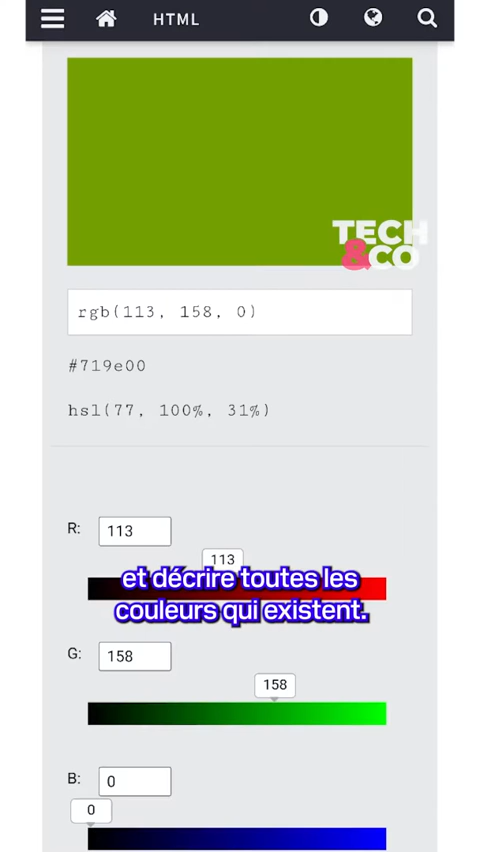 HTML
TECH
&CO
rgb(113, 158, 0)
#719e00
hsl(77, 100%, 31%)
R: 113
113
et décrire toutes les
couleurs qui existent.
G: 158
158
B: 0
0